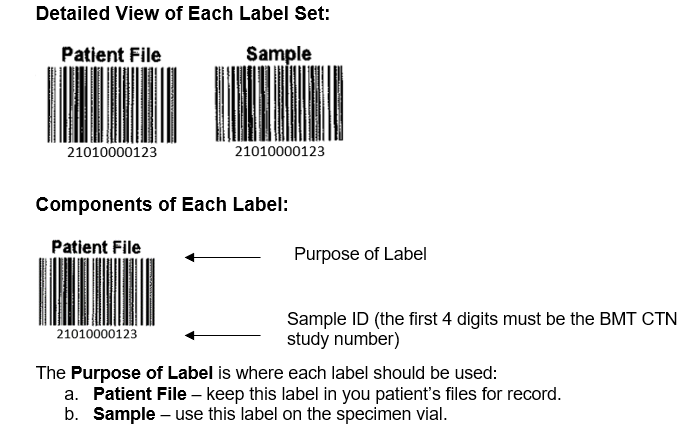 Detailed View of Each Label Set:
Patient File Sample
21010000123 21010000123
Components of Each Label:
Patient File
Purpose of Label
Sample ID (the first 4 digits must be the BMT CTN
21010000123
study number)
The Purpose of Label is where each label should be used:
a. Patient File – keep this label in you patient's files for record.
b. Sample – use this label on the specimen vial.